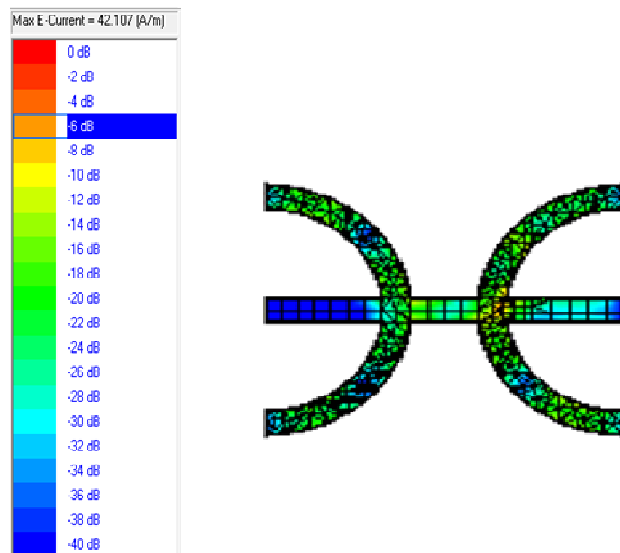 Max E-Current = 42.107 (A/m)
0 dB
-2 dB
-4 dB
-6 dB
-8 dB
-10 dB
-12 dB
-14 dB
-16 dB
-18 dB
-20 dB
-22 dB
-24 dB
-26 dB
-28 dB
-30 dB
-32 dB
-34 dB
-36 dB
-38 dB
-40 dB